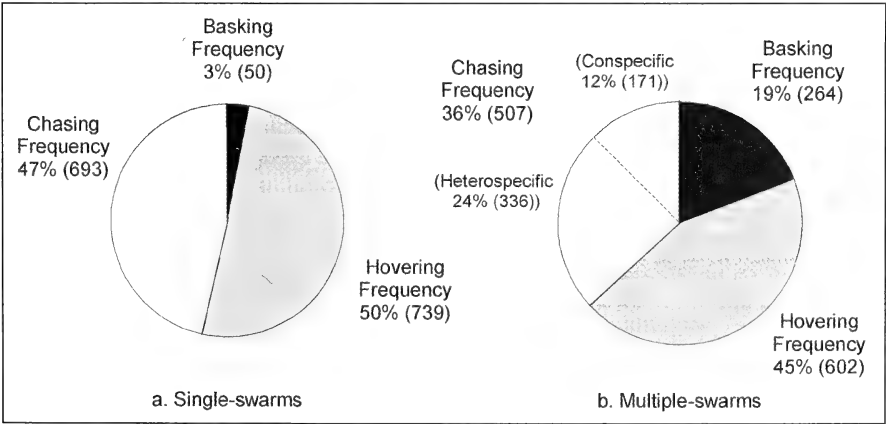 Basking
Frequency
3% (50)
Chasing
Frequency
47% (693)
Hovering
Frequency
50% (739)
a. Single-swarms
(Conspecific
12% (171))
Chasing
Frequency
36% (507)
Basking
Frequency
19% (264)
(Heterospecific
24% (336))
Hovering
Frequency
45% (602)
b. Multiple-swarms